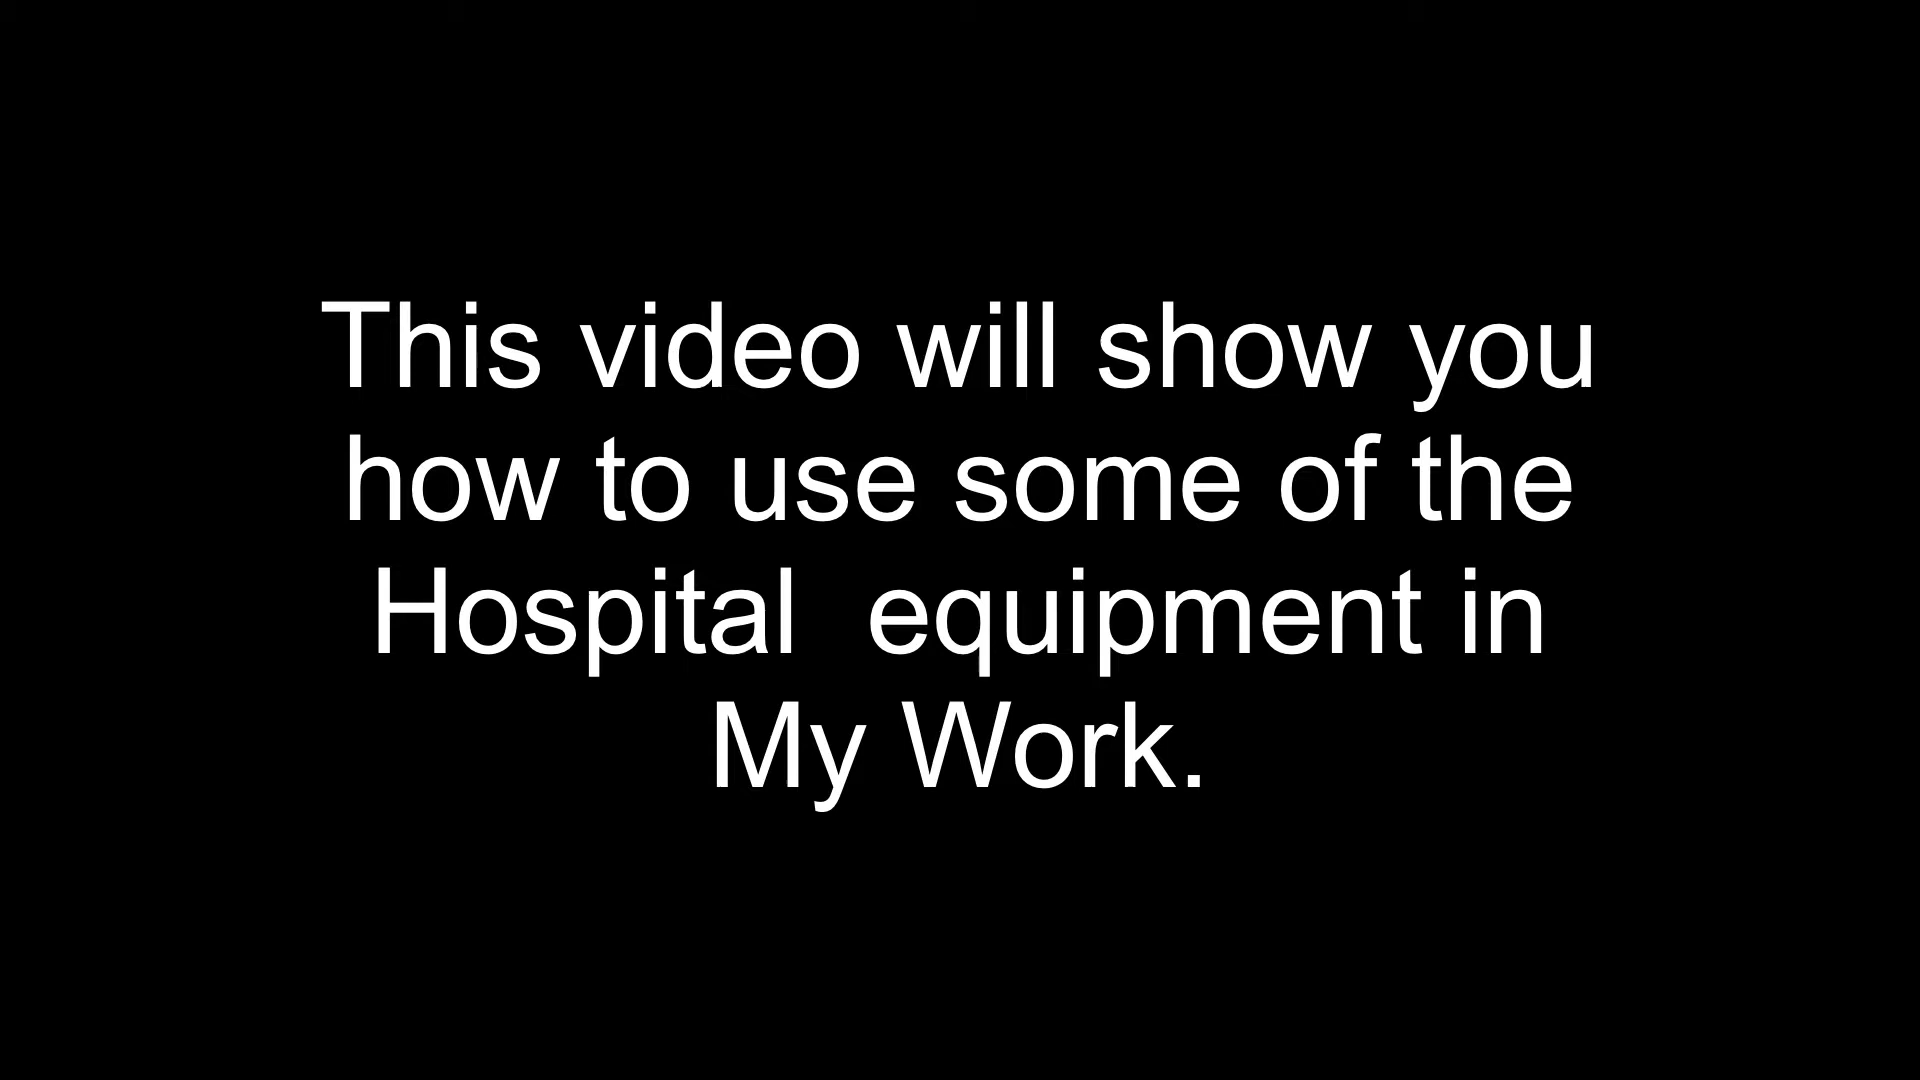 This video will show you
how to use some of the
Hospital  equipment in
My Work.